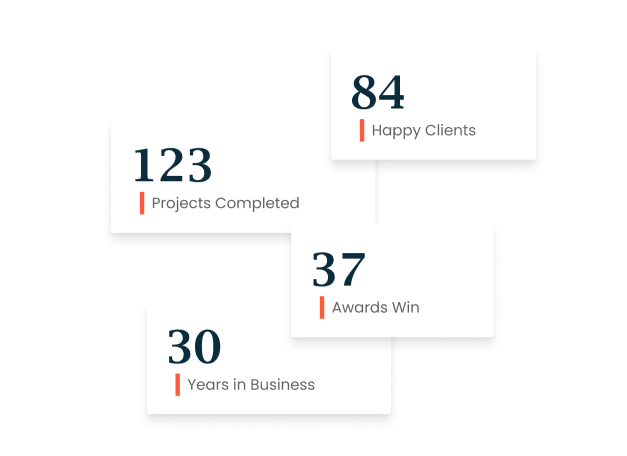 84
Happy Clients
123
Projects Completed
37
Awards Win
30
Years in Business